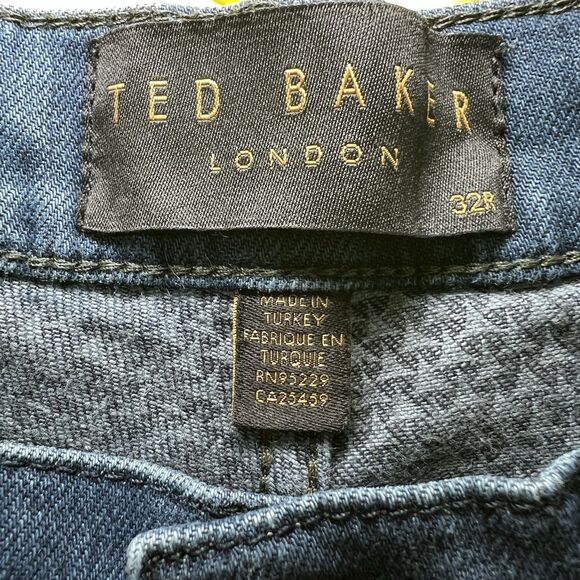 TED BAKER
LONDON
32R
MADE IN
TURKEY
FABRIQUE EN
TURQUIE
RN95229
CA25459